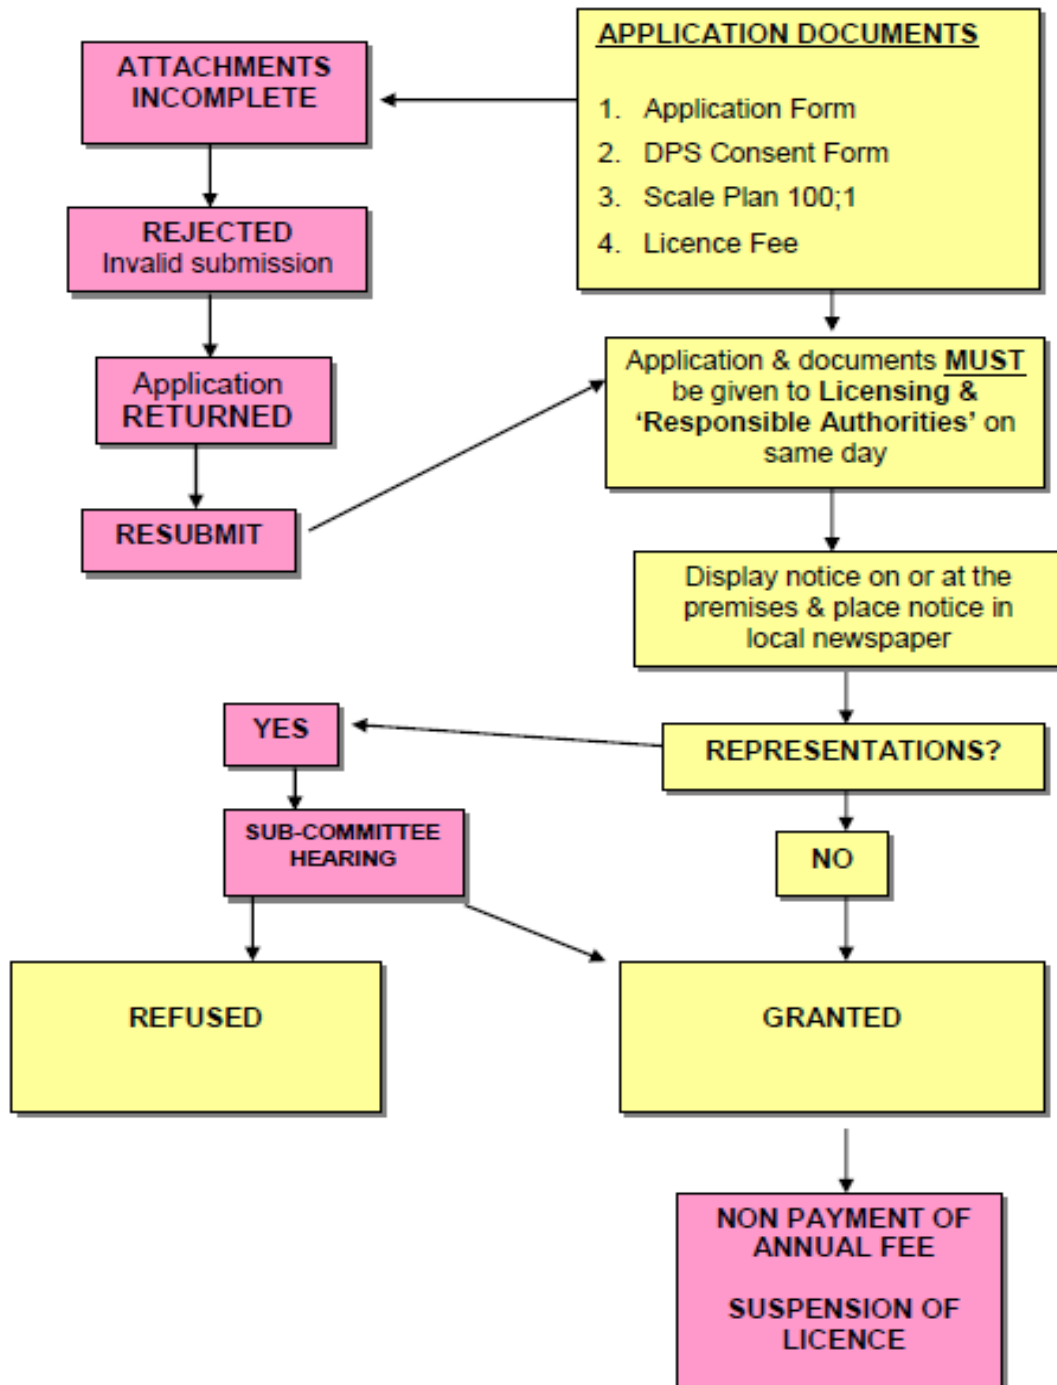 APPLICATION DOCUMENTS
1. Application Form
2. DPS Consent Form
3. Scale Plan 100;1
4. Licence Fee
ATTACHMENTS
INCOMPLETE
REJECTED
Invalid submission
Application
RETURNED
RESUBMIT
Application & documents MUST
be given to Licensing &
‘Responsible Authorities’ on
same day
Display notice on or at the
premises & place notice in
local newspaper
REPRESENTATIONS?
YES
NO
SUB-COMMITTEE
HEARING
REFUSED
GRANTED
NON PAYMENT OF
ANNUAL FEE
SUSPENSION OF
LICENCE